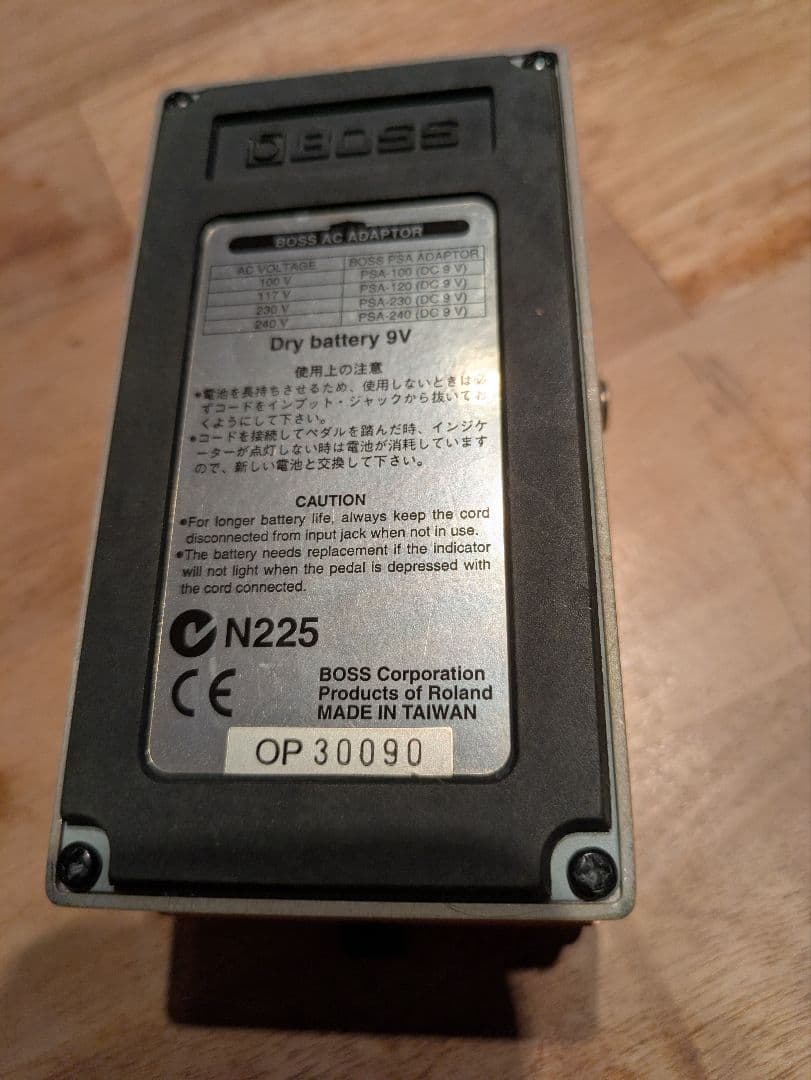 BOSS
BOSS AC ADAPTOR
AC VOLTAGE BOSS PSA ADAPTOR
100 V PSA-100 (DC 9 V)
117 V PSA-120 (DC 9 V)
230 V PSA-230 (DC 9 V)
240 V PSA-240 (DC 9 V)
Dry battery 9V
使用上の注意
●電池を長持ちさせるため、使用しないときは必
ずコードをインプット・ジャックから抜いてお
くようにして下さい。
●コードを接続してペダルを踏んだ時、インジケ
ーターが点灯しない時は電池が消耗しています
ので、新しい電池と交換して下さい。
CAUTION
●For longer battery life, always keep the cord
disconnected from input jack when not in use.
●The battery needs replacement if the indicator
will not light when the pedal is depressed with
the cord connected.
N225
CE
BOSS Corporation
Products of Roland
MADE IN TAIWAN
OP 30090